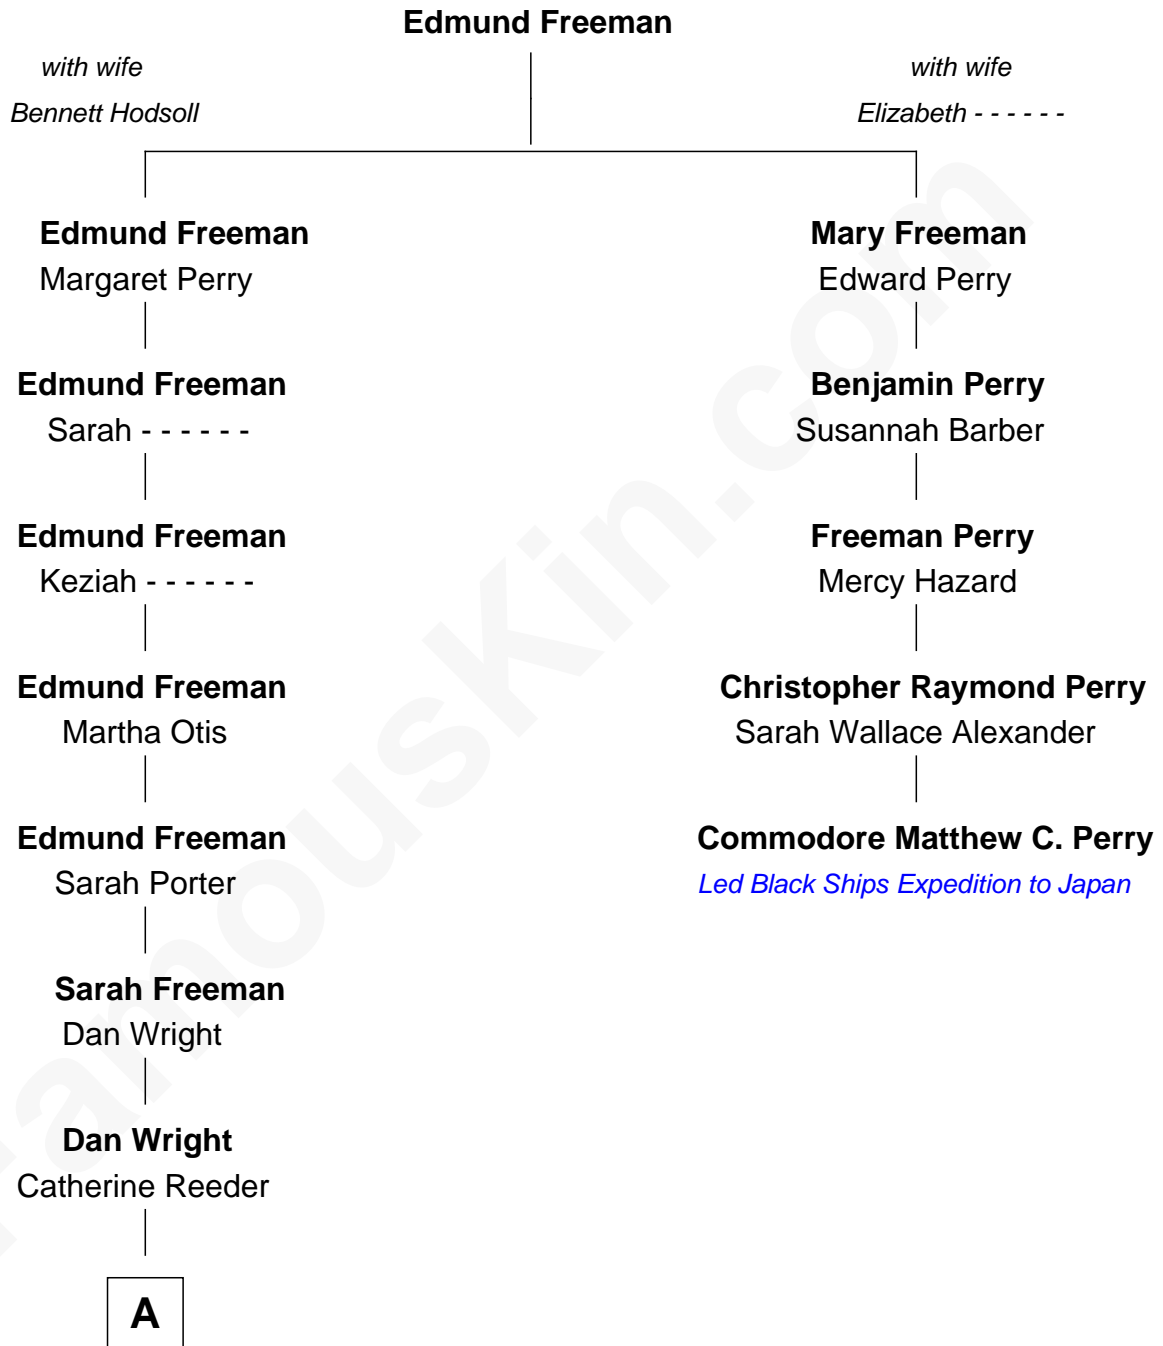 Edmund Freeman
with wife
Bennett Hodsoll
with wife
Elizabeth - - - - - -
Edmund Freeman
Margaret Perry
Mary Freeman
Edward Perry
Edmund Freeman
Sarah - - - - - -
Benjamin Perry
Susannah Barber
Edmund Freeman
Keziah - - - - - -
Freeman Perry
Mercy Hazard
Edmund Freeman
Martha Otis
Christopher Raymond Perry
Sarah Wallace Alexander
Edmund Freeman
Sarah Porter
Commodore Matthew C. Perry
Led Black Ships Expedition to Japan
Sarah Freeman
Dan Wright
Dan Wright
Catherine Reeder
A
FamousKin.com